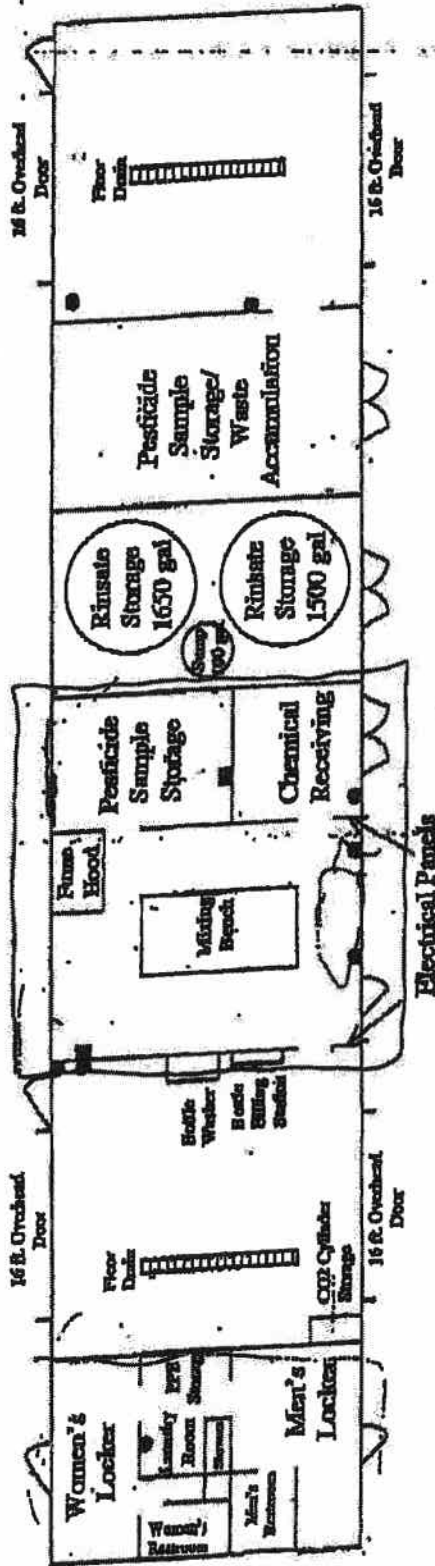 Women's
Locker
Women's
Restroom
Laundry
Room
Shower
PPE
Storage
Men's
Restroom
Men's
Locker
16 ft. Overhead
Door
Floor
Drain
CO2 Cylinder
Storage
16 ft. Overhead
Door
Bottle
Washer
Bottle
Filling
Station
Fume
Hood
Mixing
Bench
Pesticide
Sample
Storage
Chemical
Receiving
Electrical Panels
Rinsate
Storage
1650 gal
Sump
Rinsate
Storage
1500 gal
Pesticide
Sample
Storage/
Waste
Accumulation
16 ft. Overhead
Door
Floor
Drain
16 ft. Overhead
Door